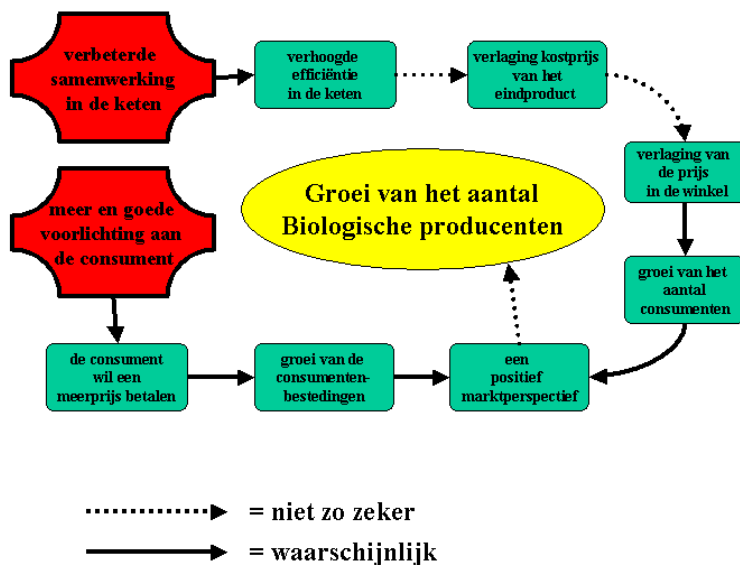 verbeterde
samenwerking
in de keten
verhoogde
efficiëntie
in de keten
verlaging kostprijs
van het
eindproduct
verlaging van
de prijs
in de winkel
meer en goede
voorlichting aan
de consument
Groei van het aantal
Biologische producenten
groei van het
aantal
consumenten
de consument
wil een
meerprijs betalen
groei van de
consumenten-
bestedingen
een
positief
marktperspectief
= niet zo zeker
= waarschijnlijk